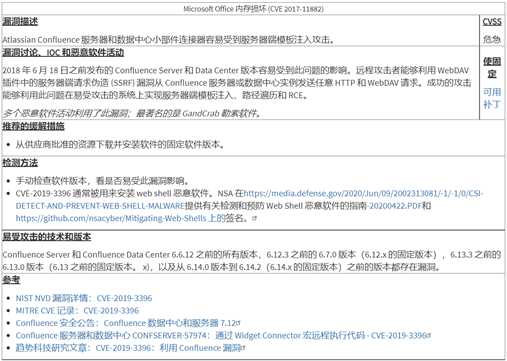 Microsoft Office 内存损坏 (CVE 2017-11882)
漏洞描述
CVSS
Atlassian Confluence 服务器和数据中心小部件连接器容易受到服务器端模板注入攻击。
危急
漏洞讨论、IOC 和恶意软件活动
使固
定
2018 年 6 月 18 日之前发布的 Confluence Server 和 Data Center 版本容易受到此问题的影响。远程攻击者能够利用 WebDAV
插件中的服务器端请求伪造 (SSRF) 漏洞从 Confluence 服务器或数据中心实例发送任意 HTTP 和 WebDAV 请求。成功的攻击
能够利用此问题在易受攻击的系统上实现服务器端模板注入、路径遍历和 RCE。
可用
补丁
多个恶意软件活动利用了此漏洞；最著名的是 GandCrab 勒索软件。
推荐的缓解措施
• 从供应商批准的资源下载并安装软件的固定软件版本。
检测方法
• 手动检查软件版本，看是否易受此漏洞影响。
• CVE-2019-3396 通常被用来安装 web shell 恶意软件。NSA 在https://media.defense.gov/2020/Jun/09/2002313081/-1/-1/0/CSI-
DETECT-AND-PREVENT-WEB-SHELL-MALWARE提供有关检测和预防 Web Shell 恶意软件的指南-20200422.PDF和
https://github.com/nsacyber/Mitigating-Web-Shells 上的签名。
易受攻击的技术和版本
Confluence Server 和 Confluence Data Center 6.6.12 之前的所有版本，6.12.3 之前的 6.7.0 版本（6.12.x 的固定版本），6.13.3 之前的
6.13.0 版本（6.13 之前的固定版本。 x)，以及从 6.14.0 版本到 6.14.2（6.14.x 的固定版本）之前的版本都存在漏洞。
参考
• NIST NVD 漏洞详情：CVE-2019-3396
• MITRE CVE 记录：CVE-2019-3396
• Confluence 安全公告：Confluence 数据中心和服务器 7.12
• Confluence 服务器和数据中心 CONFSERVER-57974：通过 Widget Connector 宏远程执行代码 - CVE-2019-3396
• 趋势科技研究文章：CVE-2019-3396：利用 Confluence 漏洞